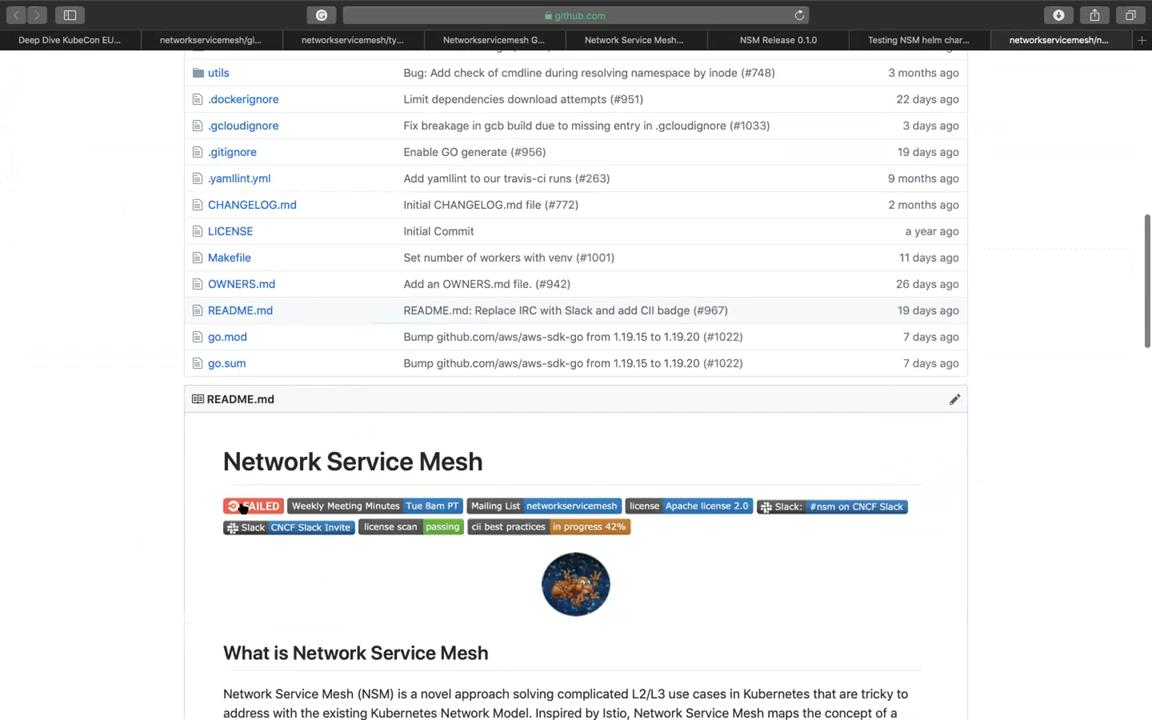 github.com
Deep Dive KubeCon EU...
networkservicemesh/gl...
networkservicemesh/ty...
Networkservicemesh G...
Network Service Mesh...
NSM Release 0.1.0
Testing NSM helm char...
networkservicemesh/n...
utils Bug: Add check of cmdline during resolving namespace by inode (#748) 3 months ago
.dockerignore Limit dependencies download attempts (#951) 22 days ago
.gcloudignore Fix breakage in gcb build due to missing entry in .gcloudignore (#1033) 3 days ago
.gitignore Enable GO generate (#956) 19 days ago
.yamllint.yml Add yamllint to our travis-ci runs (#263) 9 months ago
CHANGELOG.md Initial CHANGELOG.md file (#772) 2 months ago
LICENSE Initial Commit a year ago
Makefile Set number of workers with venv (#1001) 11 days ago
OWNERS.md Add an OWNERS.md file. (#942) 26 days ago
README.md README.md: Replace IRC with Slack and add CII badge (#967) 19 days ago
go.mod Bump github.com/aws/aws-sdk-go from 1.19.15 to 1.19.20 (#1022) 7 days ago
go.sum Bump github.com/aws/aws-sdk-go from 1.19.15 to 1.19.20 (#1022) 7 days ago
README.md
Network Service Mesh
FAILED Weekly Meeting Minutes Tue 8am PT Mailing List networkservicemesh license Apache license 2.0 Slack: #nsm on CNCF Slack
Slack CNCF Slack Invite license scan passing cii best practices in progress 42%
What is Network Service Mesh
Network Service Mesh (NSM) is a novel approach solving complicated L2/L3 use cases in Kubernetes that are tricky to
address with the existing Kubernetes Network Model. Inspired by Istio, Network Service Mesh maps the concept of a